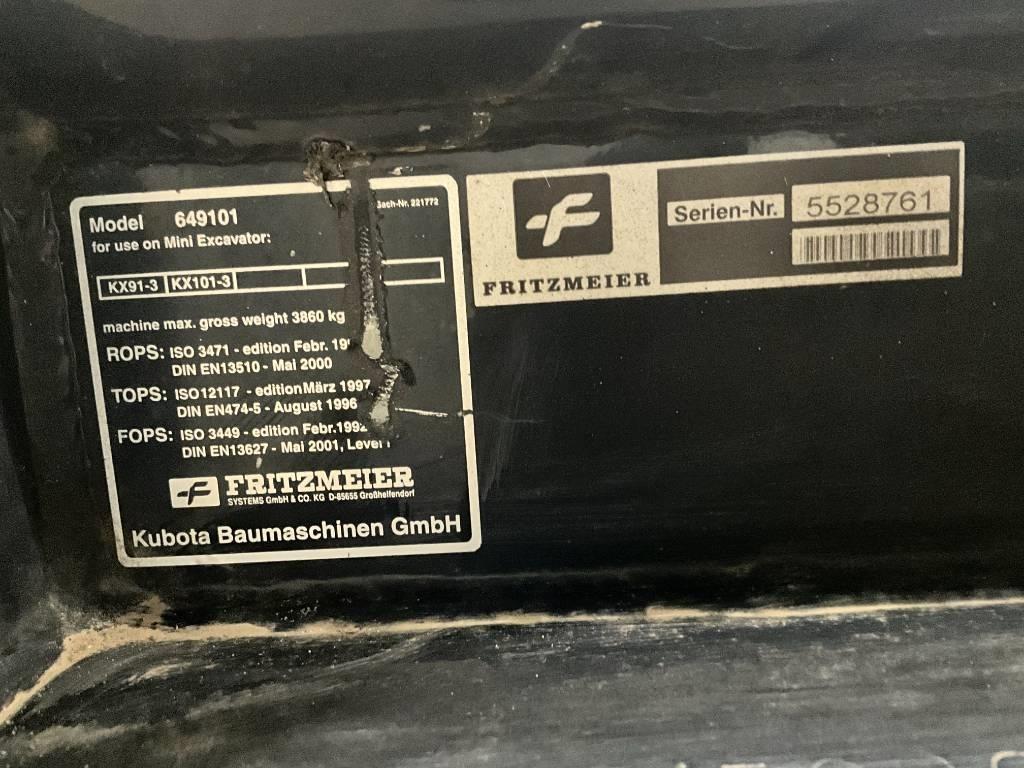 Model 649101
Sach-Nr. 221772
for use on Mini Excavator:
KX91-3 KX101-3
machine max. gross weight 3860 kg
ROPS: ISO 3471 - edition Febr.
DIN EN13510 - Mai 2000
TOPS: ISO12117 - edition März 1997
DIN EN474-5 - August 1996
FOPS: ISO 3449 - edition Febr.1992
DIN EN13627 - Mai 2001, Level
FRITZMEIER
SYSTEMS GmbH & CO. KG D-85655 Großhelfendorf
Kubota Baumaschinen GmbH
FRITZMEIER
Serien-Nr. 5528761